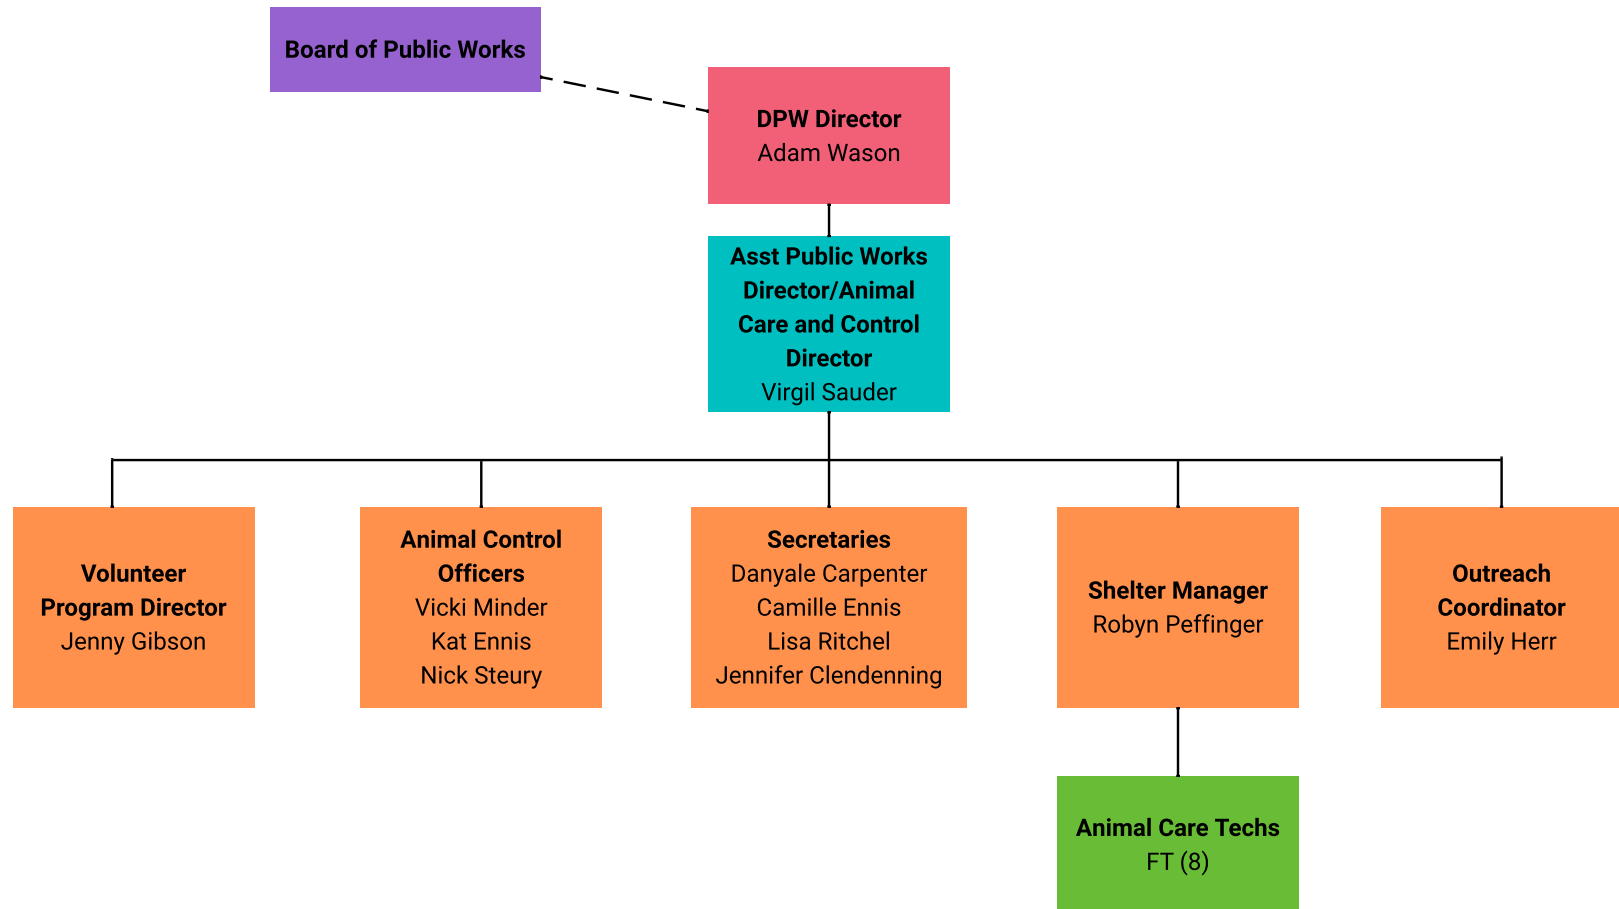 Board of Public Works
DPW Director
Adam Wason
Asst Public Works
Director/Animal
Care and Control
Director
Virgil Sauder
Volunteer
Program Director
Jenny Gibson
Animal Control
Officers
Vicki Minder
Kat Ennis
Nick Steury
Secretaries
Danyale Carpenter
Camille Ennis
Lisa Ritchel
Jennifer Clendenning
Shelter Manager
Robyn Peffinger
Outreach
Coordinator
Emily Herr
Animal Care Techs
FT (8)